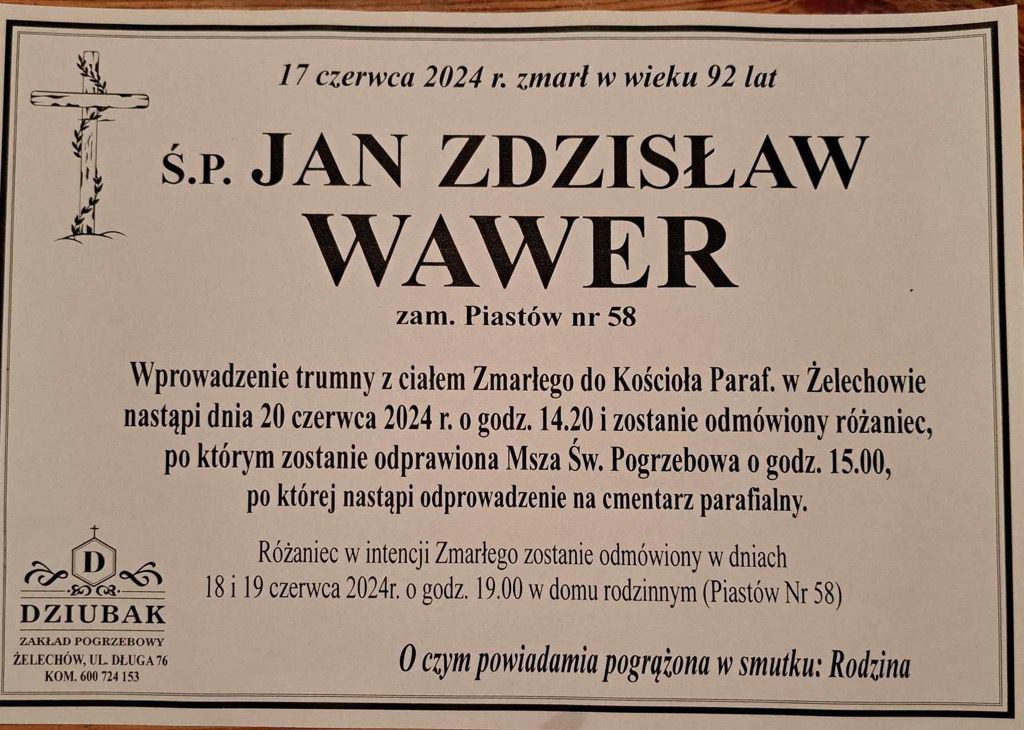 17 czerwca 2024 r. zmarł w wieku 92 lat
Ś.P. JAN ZDZISŁAW
WAWER
zam. Piastów nr 58
Wprowadzenie trumny z ciałem Zmarłego do Kościoła Paraf. w Żelechowie
nastąpi dnia 20 czerwca 2024 r. o godz. 14.20 i zostanie odmówiony różaniec,
po którym zostanie odprawiona Msza Św. Pogrzebowa o godz. 15.00,
po której nastąpi odprowadzenie na cmentarz parafialny.
Różaniec w intencji Zmarłego zostanie odmówiony w dniach
18 i 19 czerwca 2024r. o godz. 19.00 w domu rodzinnym (Piastów Nr 58)
O czym powiadamia pogrążona w smutku: Rodzina
D
DZIUBAK
ZAKŁAD POGRZEBOWY
ŻELECHÓW, UL. DŁUGA 76
KOM. 600 724 153